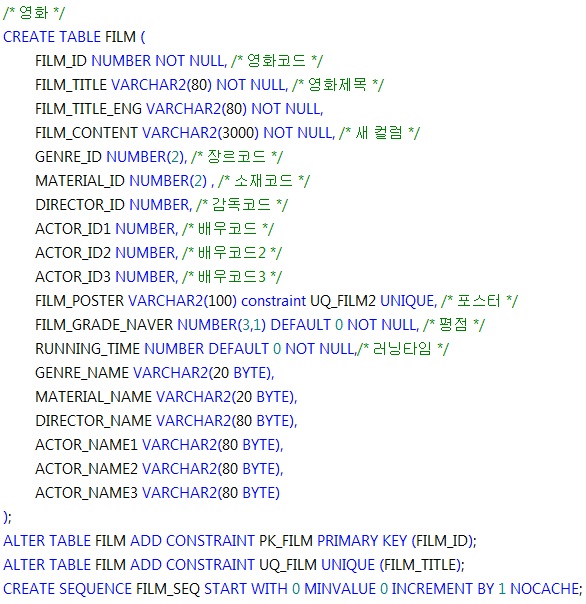 /* 영화 */
CREATE TABLE FILM (
FILM_ID NUMBER NOT NULL, /* 영화코드 */
FILM_TITLE VARCHAR2(80) NOT NULL, /* 영화제목 */
FILM_TITLE_ENG VARCHAR2(80) NOT NULL,
FILM_CONTENT VARCHAR2(3000) NOT NULL, /* 새 컬럼 */
GENRE_ID NUMBER(2), /* 장르코드 */
MATERIAL_ID NUMBER(2) , /* 소재코드 */
DIRECTOR_ID NUMBER, /* 감독코드 */
ACTOR_ID1 NUMBER, /* 배우코드 */
ACTOR_ID2 NUMBER, /* 배우코드2 */
ACTOR_ID3 NUMBER, /* 배우코드3 */
FILM_POSTER VARCHAR2(100) constraint UQ_FILM2 UNIQUE, /* 포스터 */
FILM_GRADE_NAVER NUMBER(3,1) DEFAULT 0 NOT NULL, /* 평점 */
RUNNING_TIME NUMBER DEFAULT 0 NOT NULL,/* 러닝타임 */
GENRE_NAME VARCHAR2(20 BYTE),
MATERIAL_NAME VARCHAR2(20 BYTE),
DIRECTOR_NAME VARCHAR2(80 BYTE),
ACTOR_NAME1 VARCHAR2(80 BYTE),
ACTOR_NAME2 VARCHAR2(80 BYTE),
ACTOR_NAME3 VARCHAR2(80 BYTE)
);
ALTER TABLE FILM ADD CONSTRAINT PK_FILM PRIMARY KEY (FILM_ID);
ALTER TABLE FILM ADD CONSTRAINT UQ_FILM UNIQUE (FILM_TITLE);
CREATE SEQUENCE FILM_SEQ START WITH 0 MINVALUE 0 INCREMENT BY 1 NOCACHE;